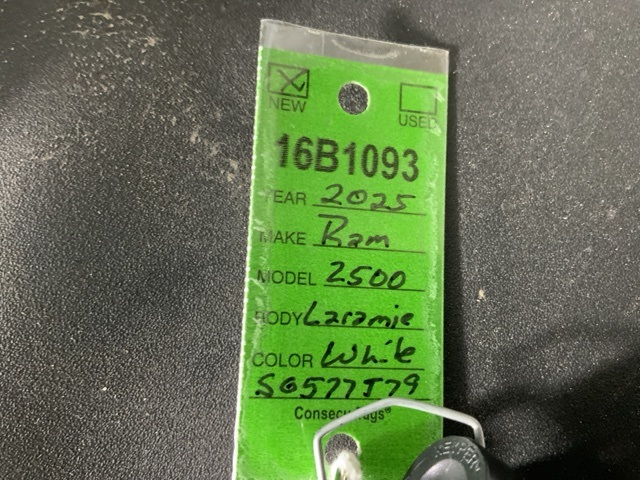 NEW
USED
16B1093
YEAR 2025
MAKE Ram
MODEL 2500
BODY Laramie
COLOR White
SG577579